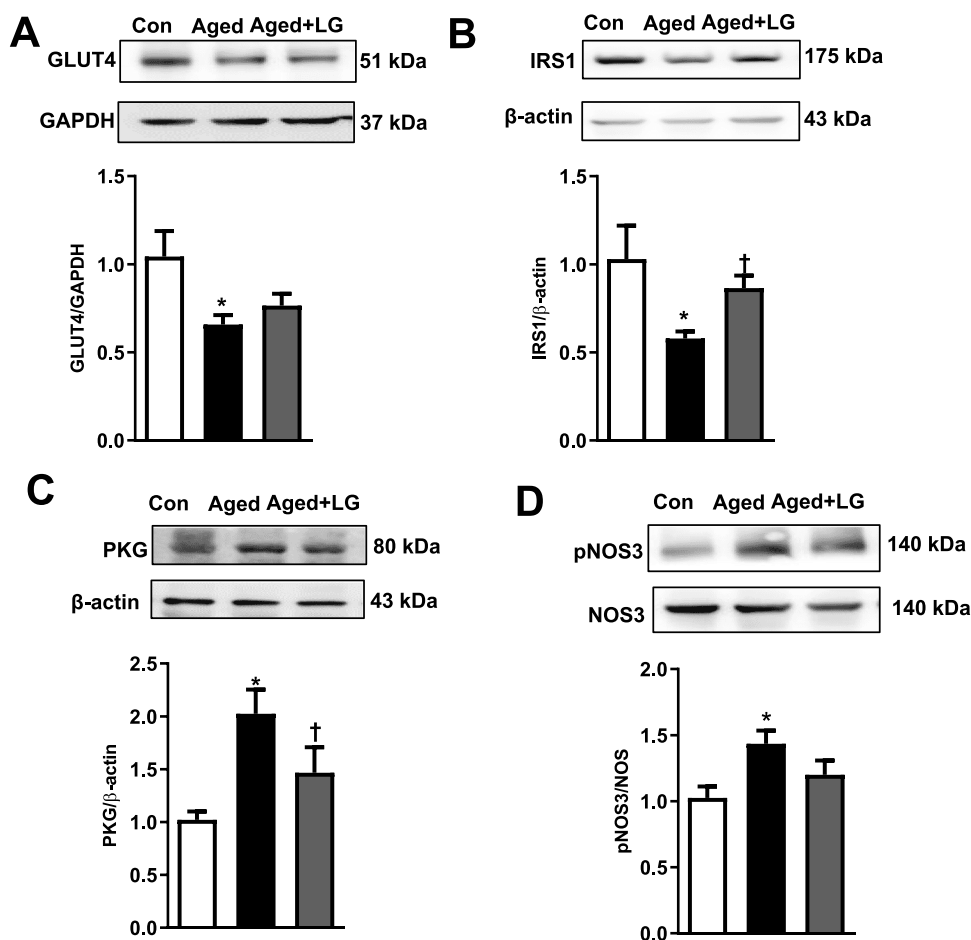 A
Con Aged Aged+LG
GLUT4 51 kDa
GAPDH 37 kDa
GLUT4/GAPDH
1.5
1.0
0.5
0.0
*
B
Con Aged Aged+LG
IRS1 175 kDa
β-actin 43 kDa
IRS1/β-actin
1.5
1.0
0.5
0.0
*
†
C
Con Aged Aged+LG
PKG 80 kDa
β-actin 43 kDa
PKG/β-actin
2.5
2.0
1.5
1.0
0.5
0.0
*
†
D
Con Aged Aged+LG
pNOS3 140 kDa
NOS3 140 kDa
pNOS3/NOS
2.0
1.5
1.0
0.5
0.0
*